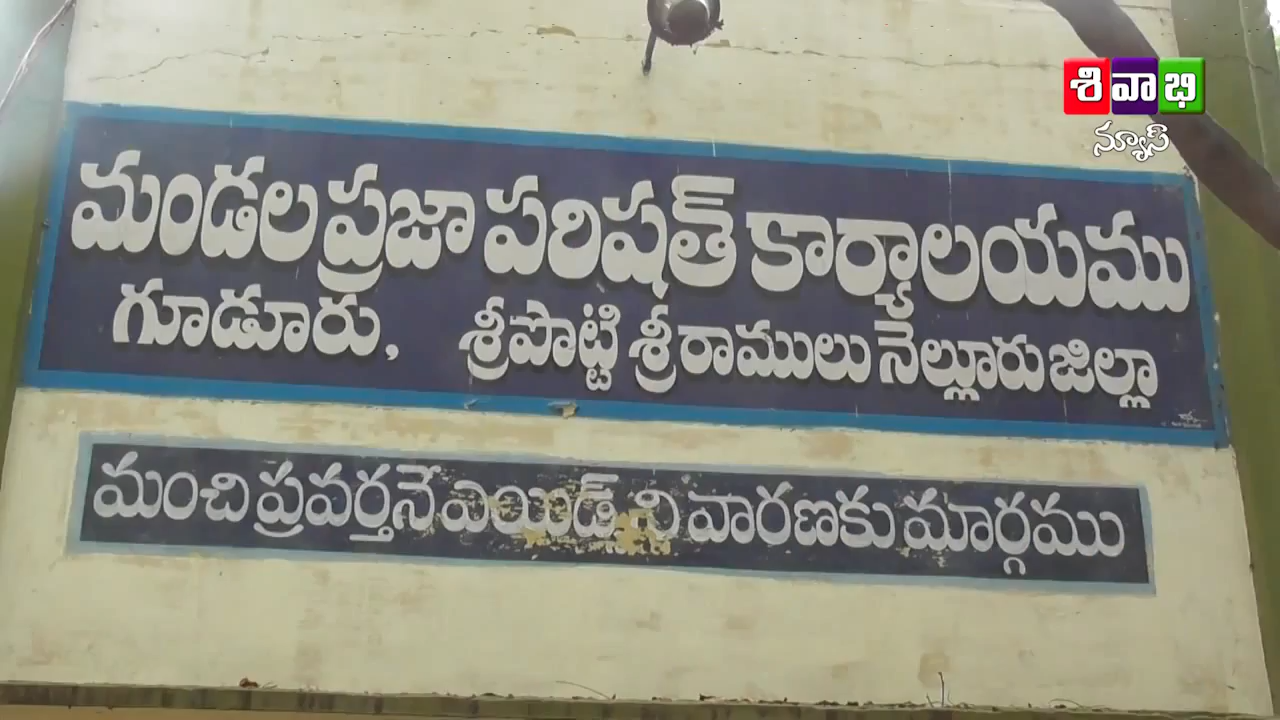 శివాభి
న్యూస్
మండల ప్రజా పరిషత్ కార్యాలయము
గూడూరు, శ్రీ పొట్టి శ్రీ రాములు నెల్లూరు జిల్లా
మంచి ప్రవర్తనే ఎయిడ్స్ నివారణకు మార్గము